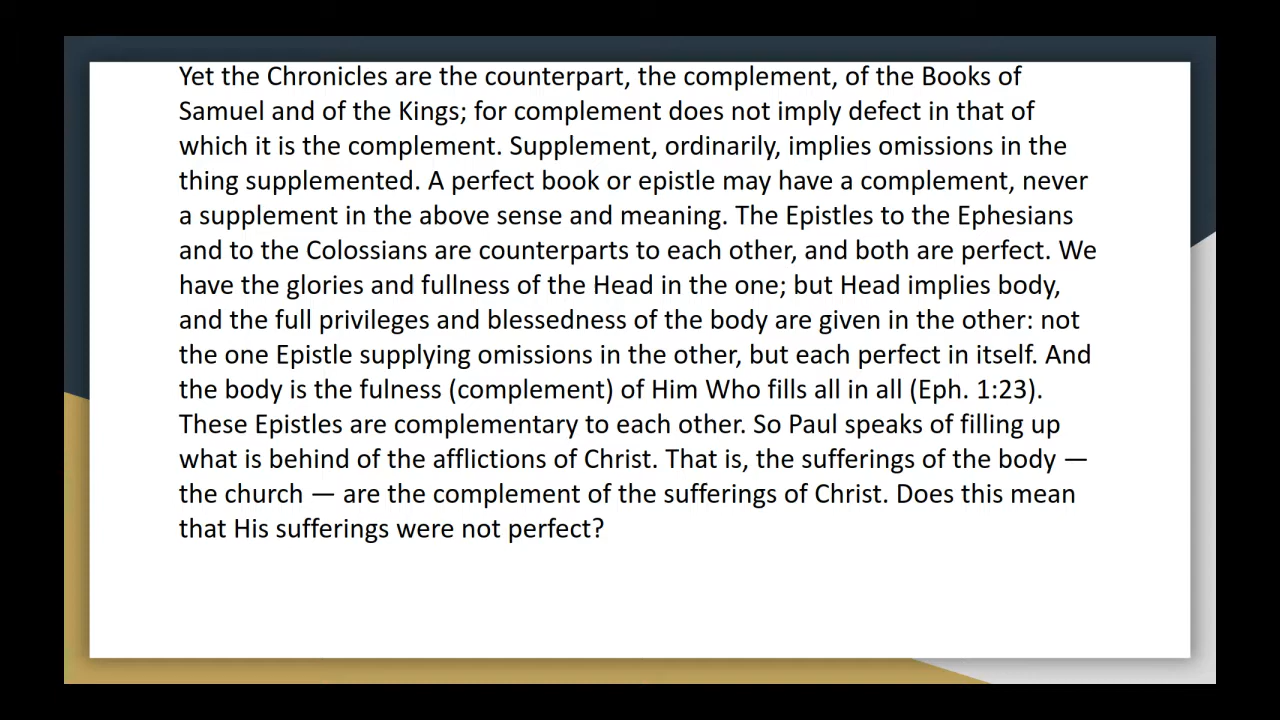 Yet the Chronicles are the counterpart, the complement, of the Books of
Samuel and of the Kings; for complement does not imply defect in that of
which it is the complement. Supplement, ordinarily, implies omissions in the
thing supplemented. A perfect book or epistle may have a complement, never
a supplement in the above sense and meaning. The Epistles to the Ephesians
and to the Colossians are counterparts to each other, and both are perfect. We
have the glories and fullness of the Head in the one; but Head implies body,
and the full privileges and blessedness of the body are given in the other: not
the one Epistle supplying omissions in the other, but each perfect in itself. And
the body is the fulness (complement) of Him Who fills all in all (Eph. 1:23).
These Epistles are complementary to each other. So Paul speaks of filling up
what is behind of the afflictions of Christ. That is, the sufferings of the body —
the church — are the complement of the sufferings of Christ. Does this mean
that His sufferings were not perfect?